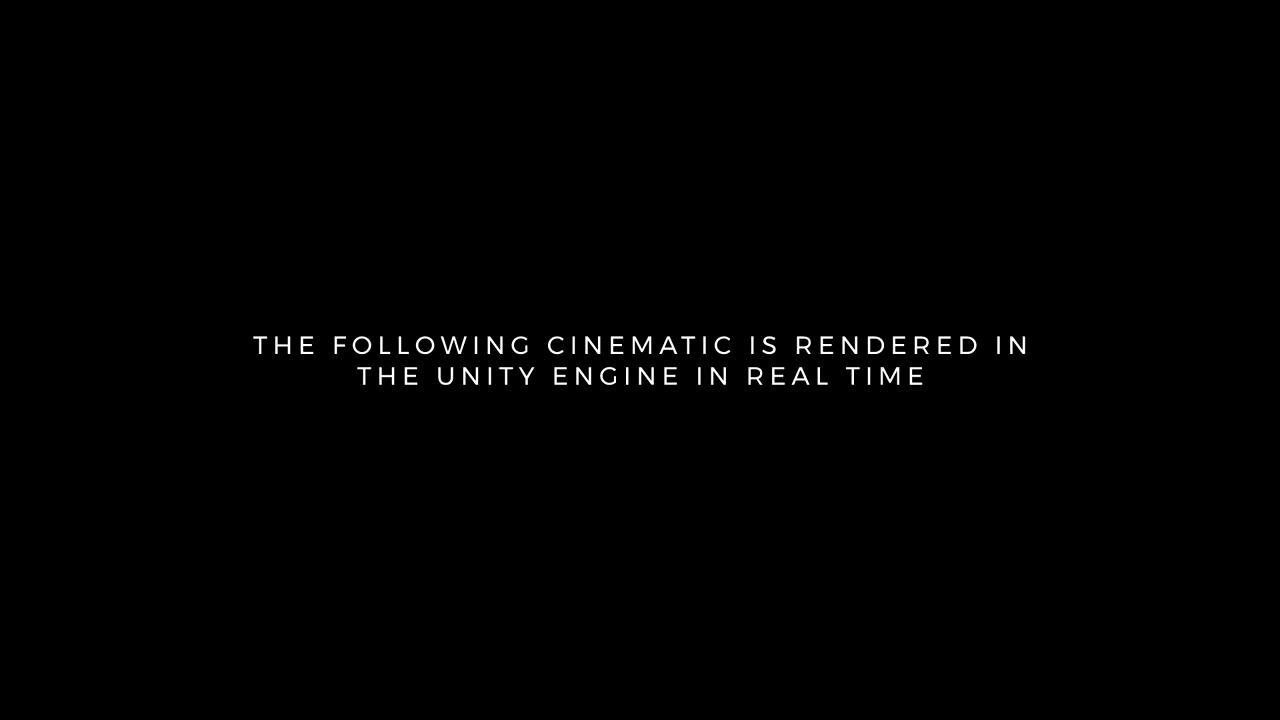 THE FOLLOWING CINEMATIC IS RENDERED IN
THE UNITY ENGINE IN REAL TIME